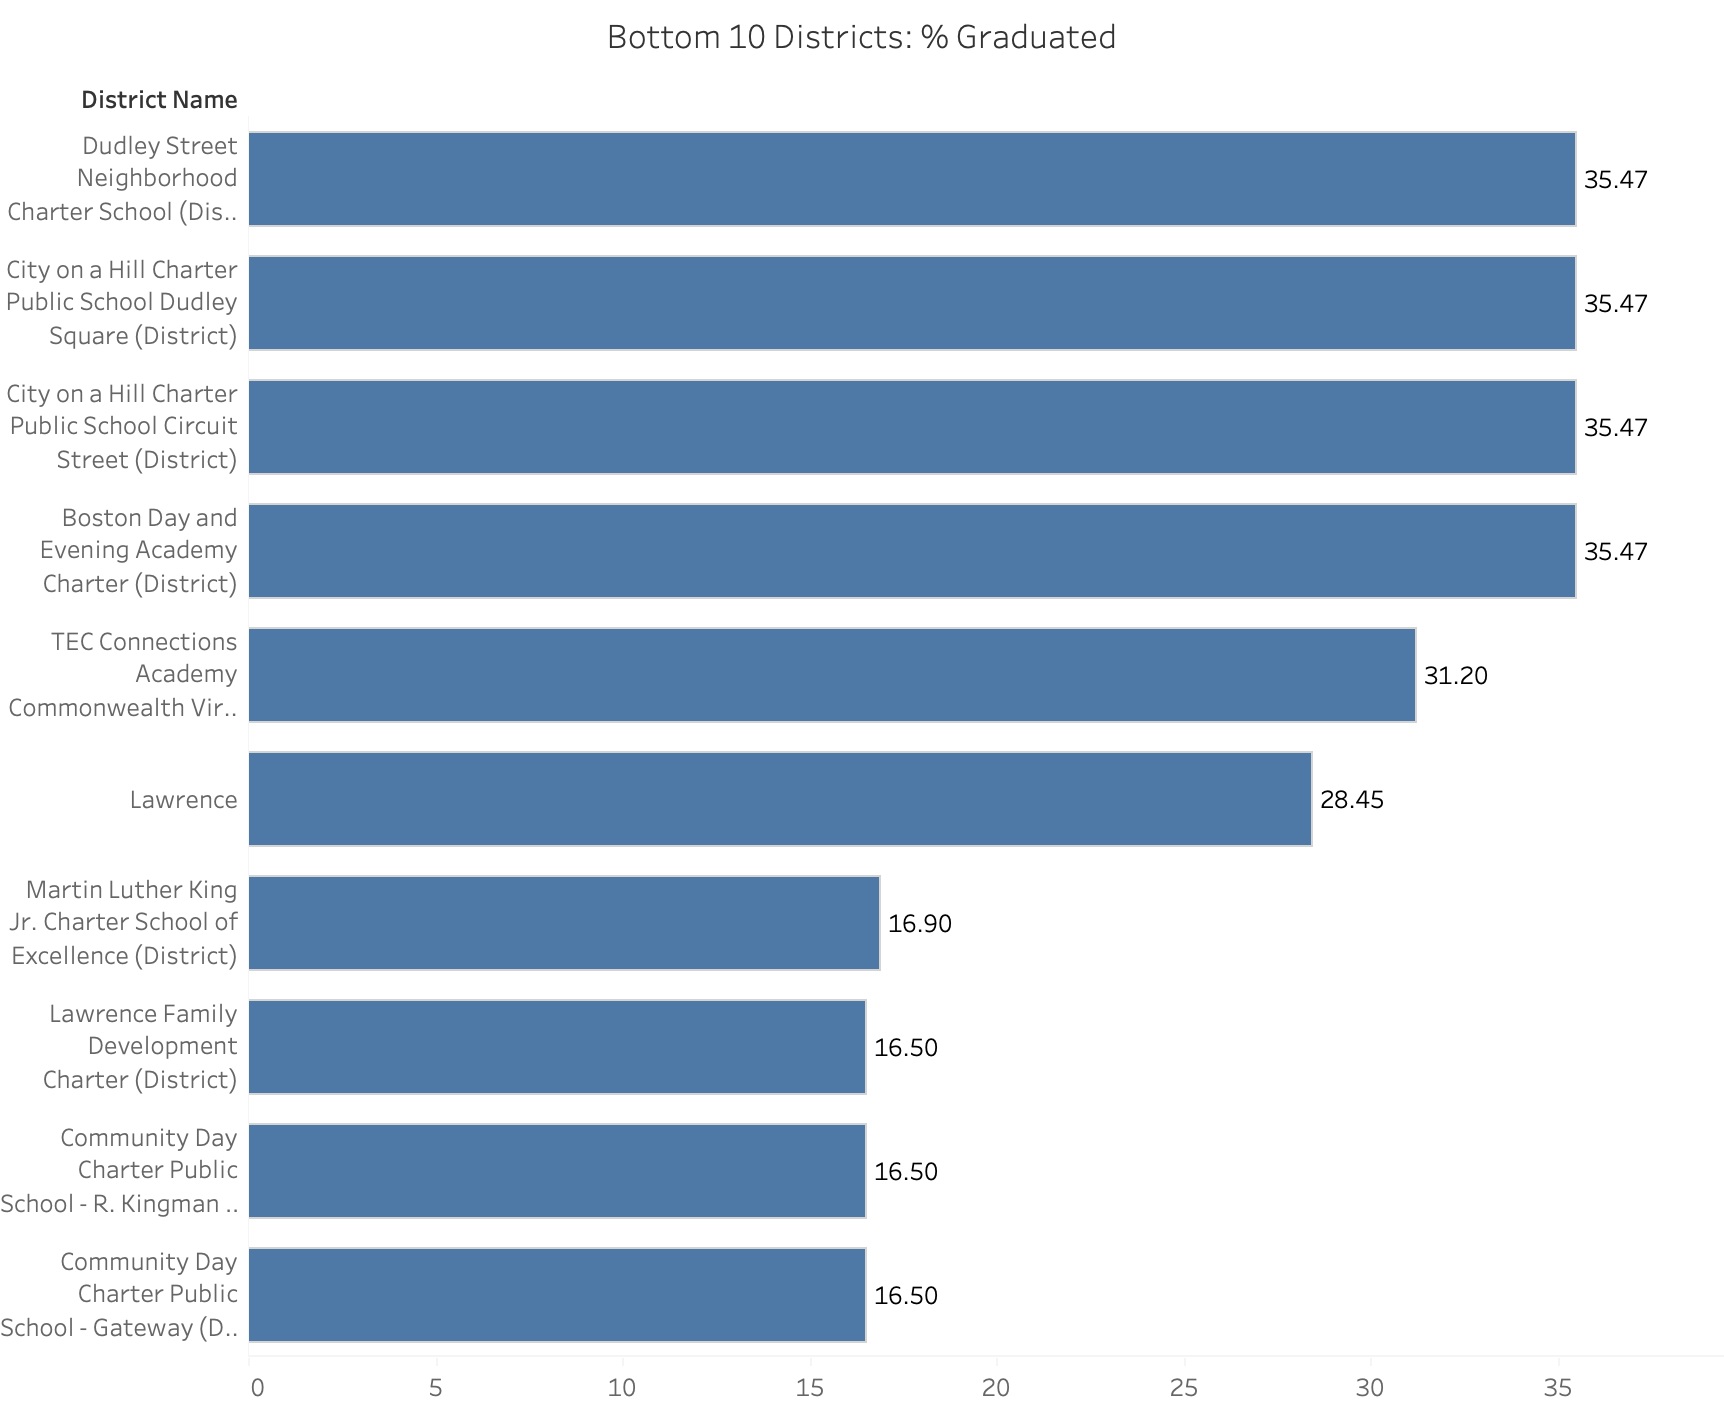 Bottom 10 Districts: % Graduated
District Name
Dudley Street
Neighborhood
Charter School (Dis..
35.47
City on a Hill Charter
Public School Dudley
Square (District)
35.47
City on a Hill Charter
Public School Circuit
Street (District)
35.47
Boston Day and
Evening Academy
Charter (District)
35.47
TEC Connections
Academy
Commonwealth Vir..
31.20
Lawrence
28.45
Martin Luther King
Jr. Charter School of
Excellence (District)
16.90
Lawrence Family
Development
Charter (District)
16.50
Community Day
Charter Public
School - R. Kingman ..
16.50
Community Day
Charter Public
School - Gateway (D..
16.50
0 5 10 15 20 25 30 35